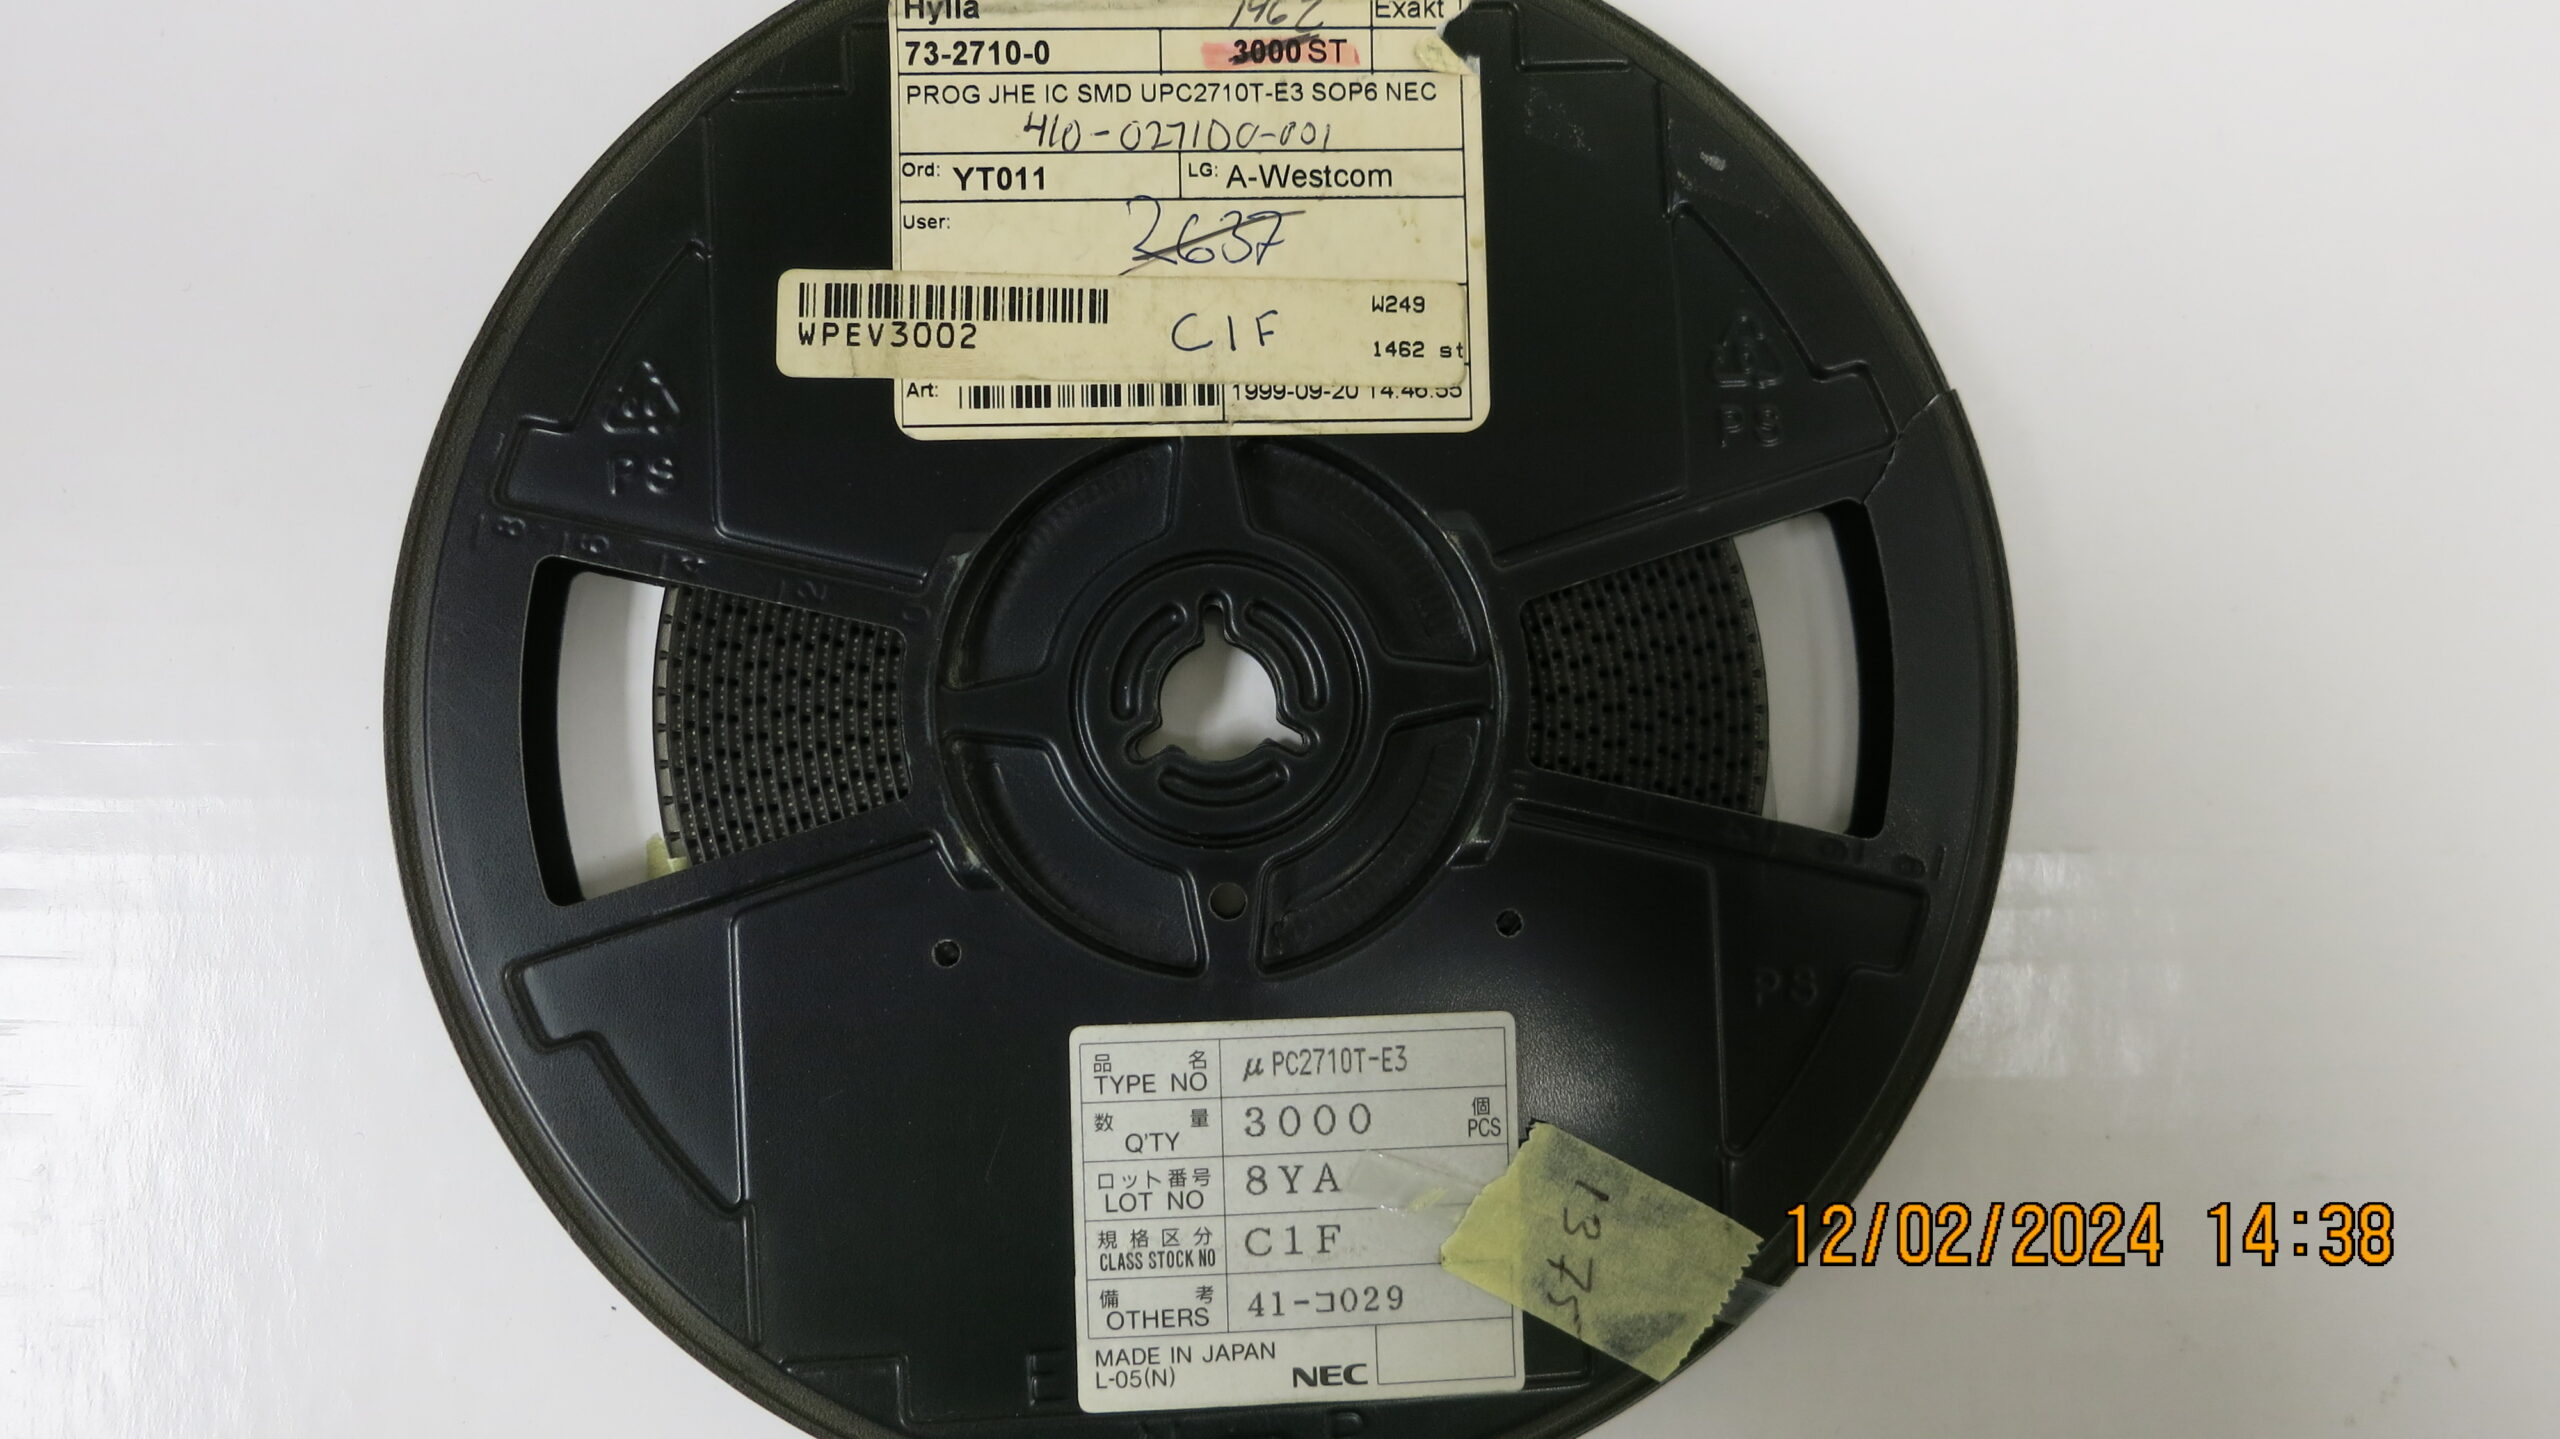 Hylla
1462
Exakt
73-2710-0
3000 ST
PROG JHE IC SMD UPC2710T-E3 SOP6 NEC
410-027100-001
Ord: YT011
LG: A-Westcom
User:
2637
WPEV3002
C1F
W249
1462 st
Art:
1999-09-20 14:46:55
PS
PS
18 16 14 12
PS
品名 TYPE NO
μPC2710T-E3
数量 Q'TY
3000
個 PCS
ロット番号 LOT NO
8YA
規格区分 CLASS STOCK NO
C1F
備考 OTHERS
41-コ029
MADE IN JAPAN
L-05(N)
NEC
1375
12/02/2024 14:38